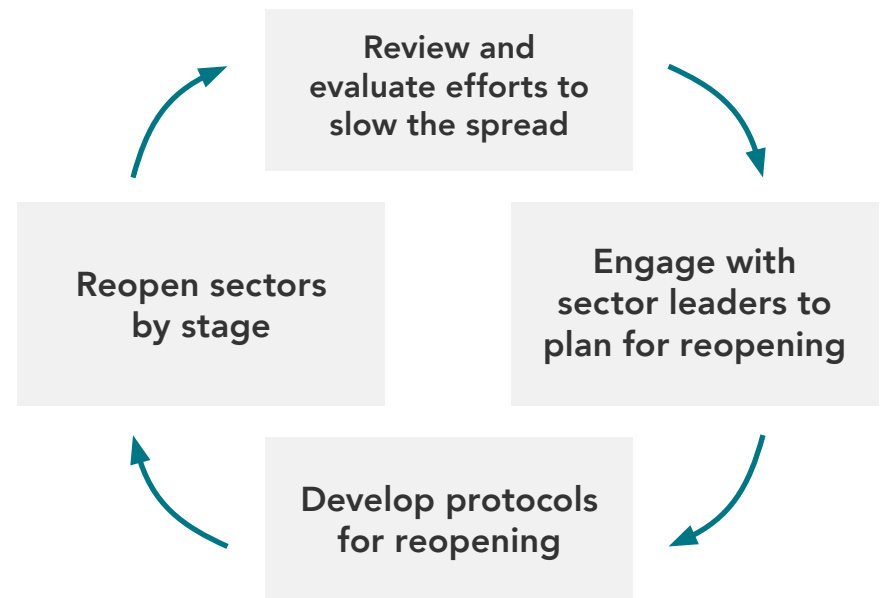 Review and
evaluate efforts to
slow the spread
Engage with
sector leaders to
plan for reopening
Develop protocols
for reopening
Reopen sectors
by stage